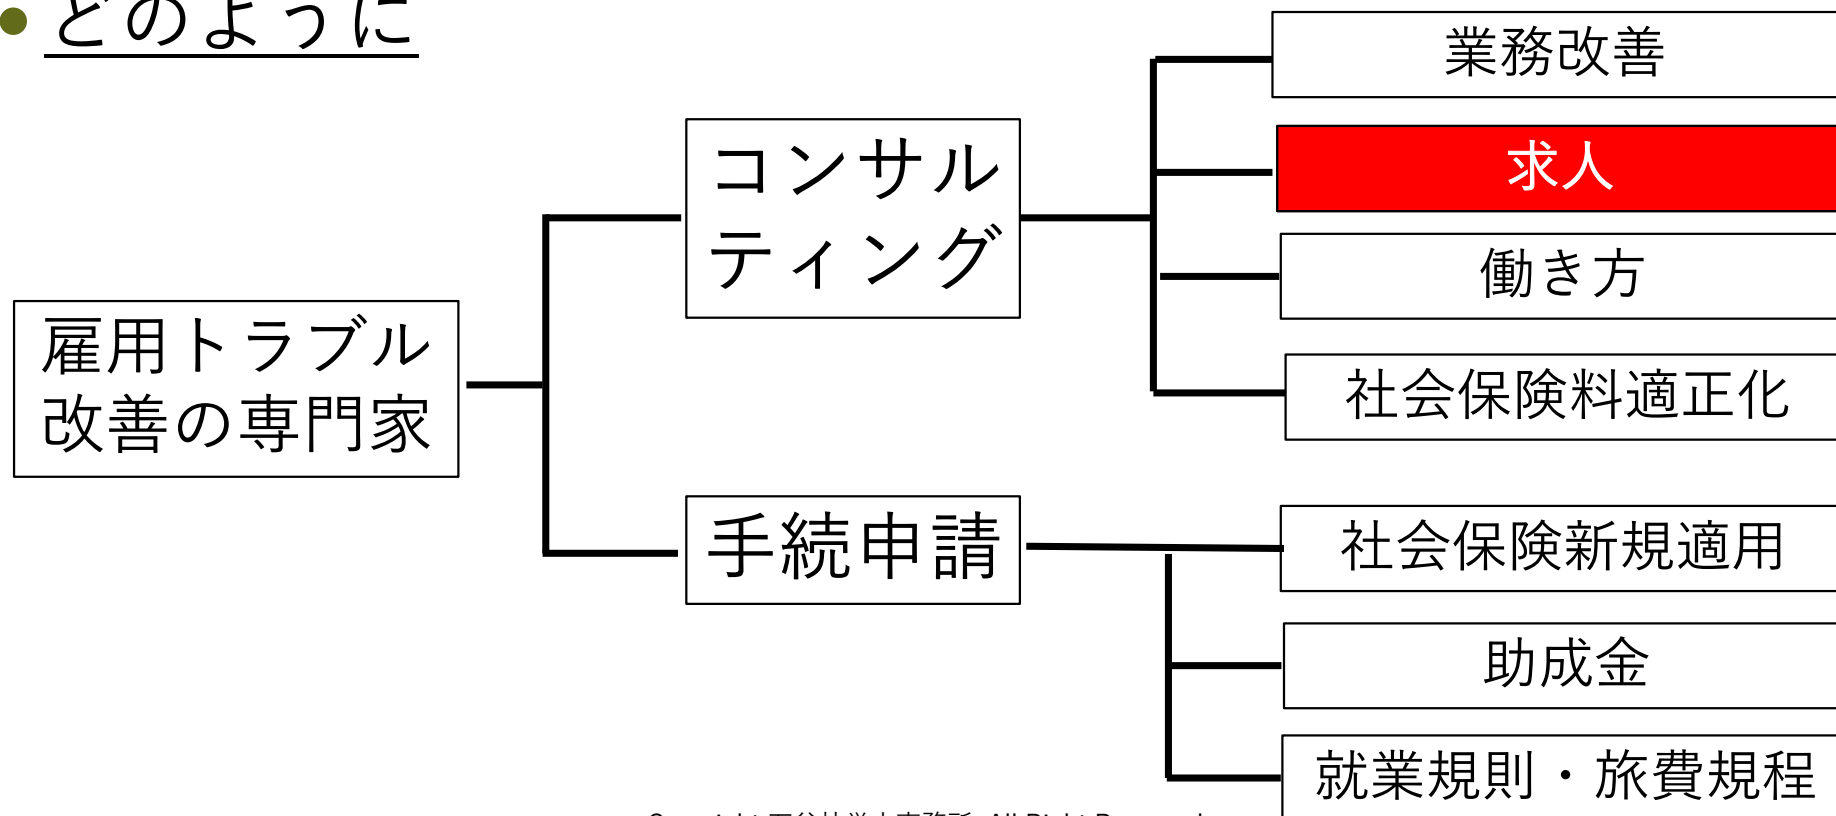 どのように
雇用トラブル
改善の専門家
コンサル
ティング
業務改善
求人
働き方
社会保険料適正化
手続申請
社会保険新規適用
助成金
就業規則・旅費規程